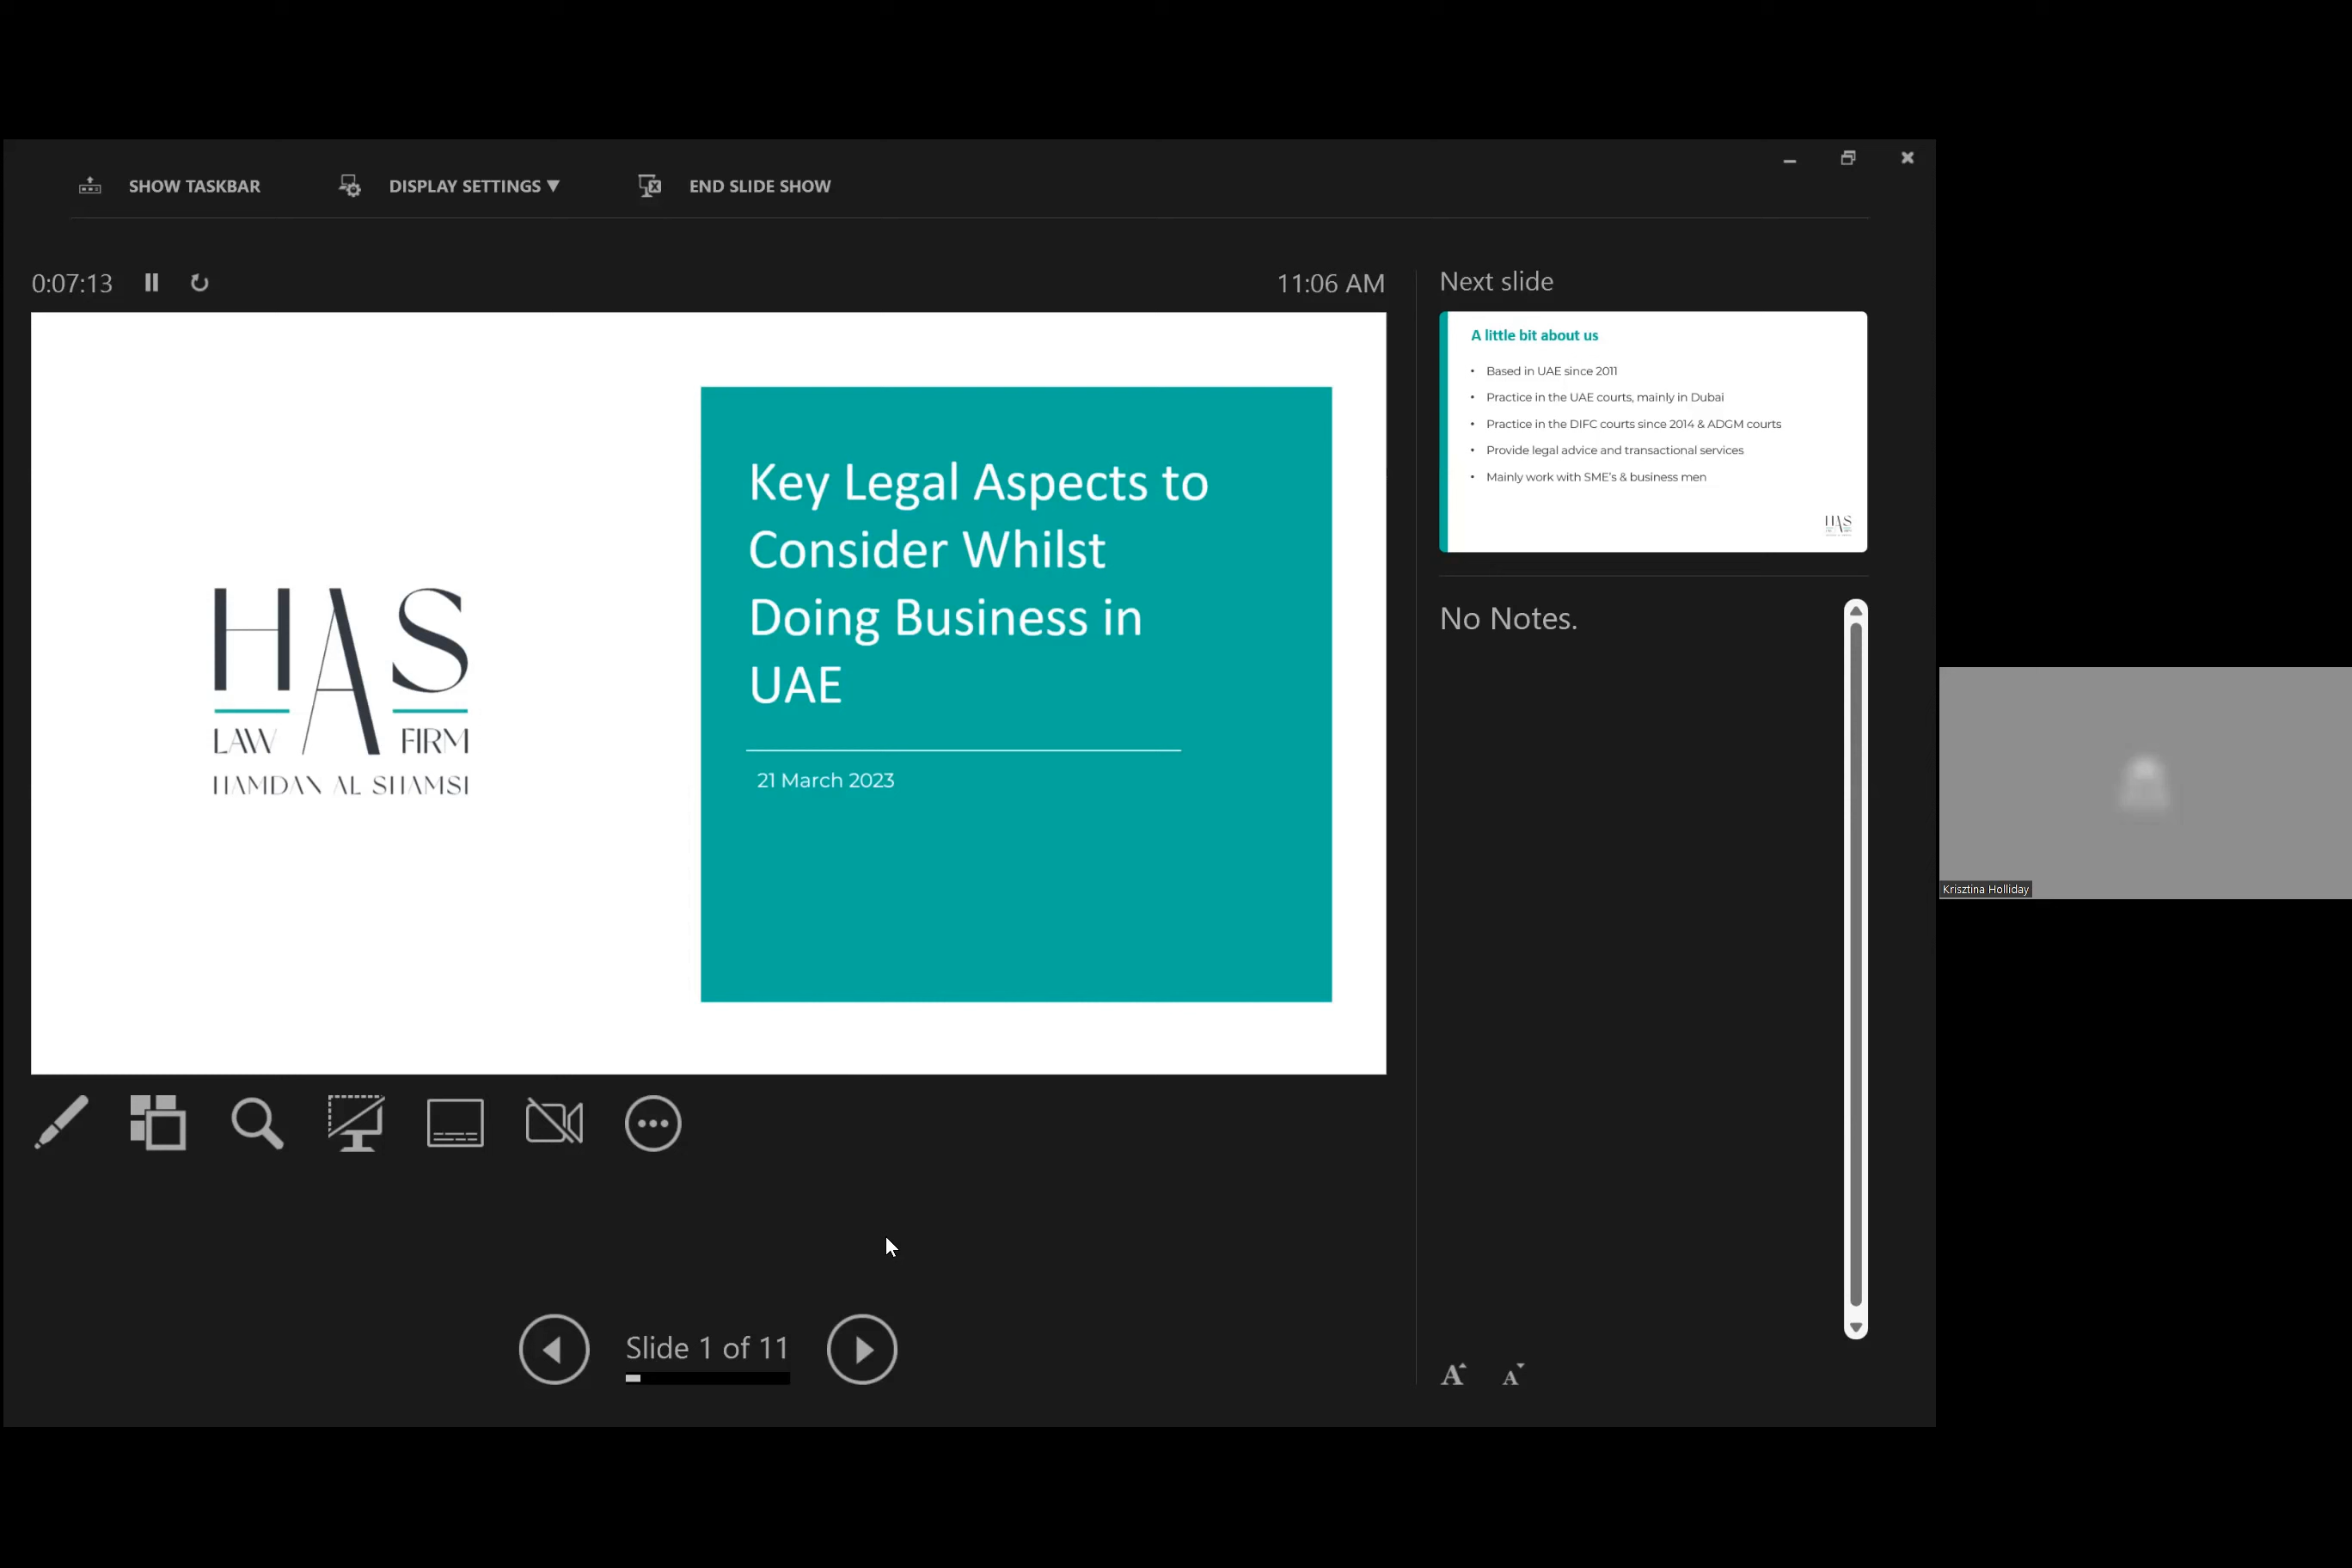 SHOW TASKBAR
DISPLAY SETTINGS ▼
END SLIDE SHOW
0:07:13
11:06 AM
HAS
LAW FIRM
HAMDAN AL SHAMSI
Key Legal Aspects to
Consider Whilst
Doing Business in
UAE
21 March 2023
Slide 1 of 11
Next slide
A little bit about us
• Based in UAE since 2011
• Practice in the UAE courts, mainly in Dubai
• Practice in the DIFC courts since 2014 & ADGM courts
• Provide legal advice and transactional services
• Mainly work with SME's & business men
HAS
No Notes.
A A
Krisztina Holliday